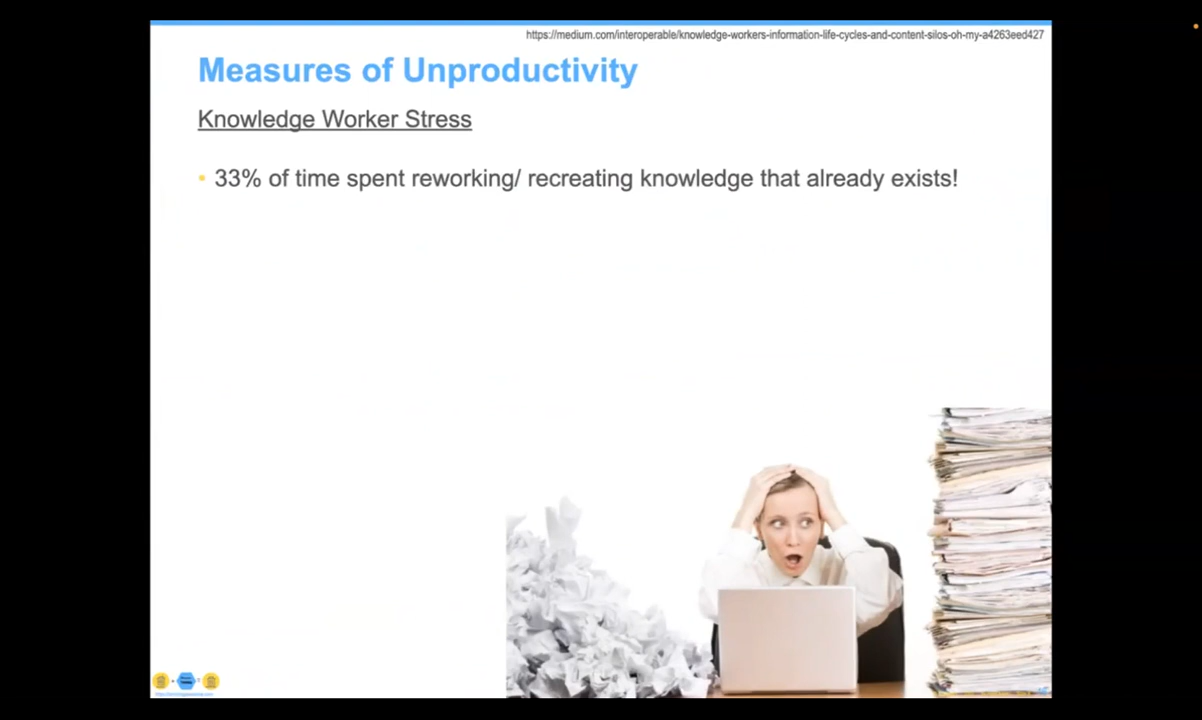 https://medium.com/interoperable/knowledge-workers-information-life-cycles-and-content-silos-oh-my-a4263eed427
Measures of Unproductivity
Knowledge Worker Stress
• 33% of time spent reworking/ recreating knowledge that already exists!